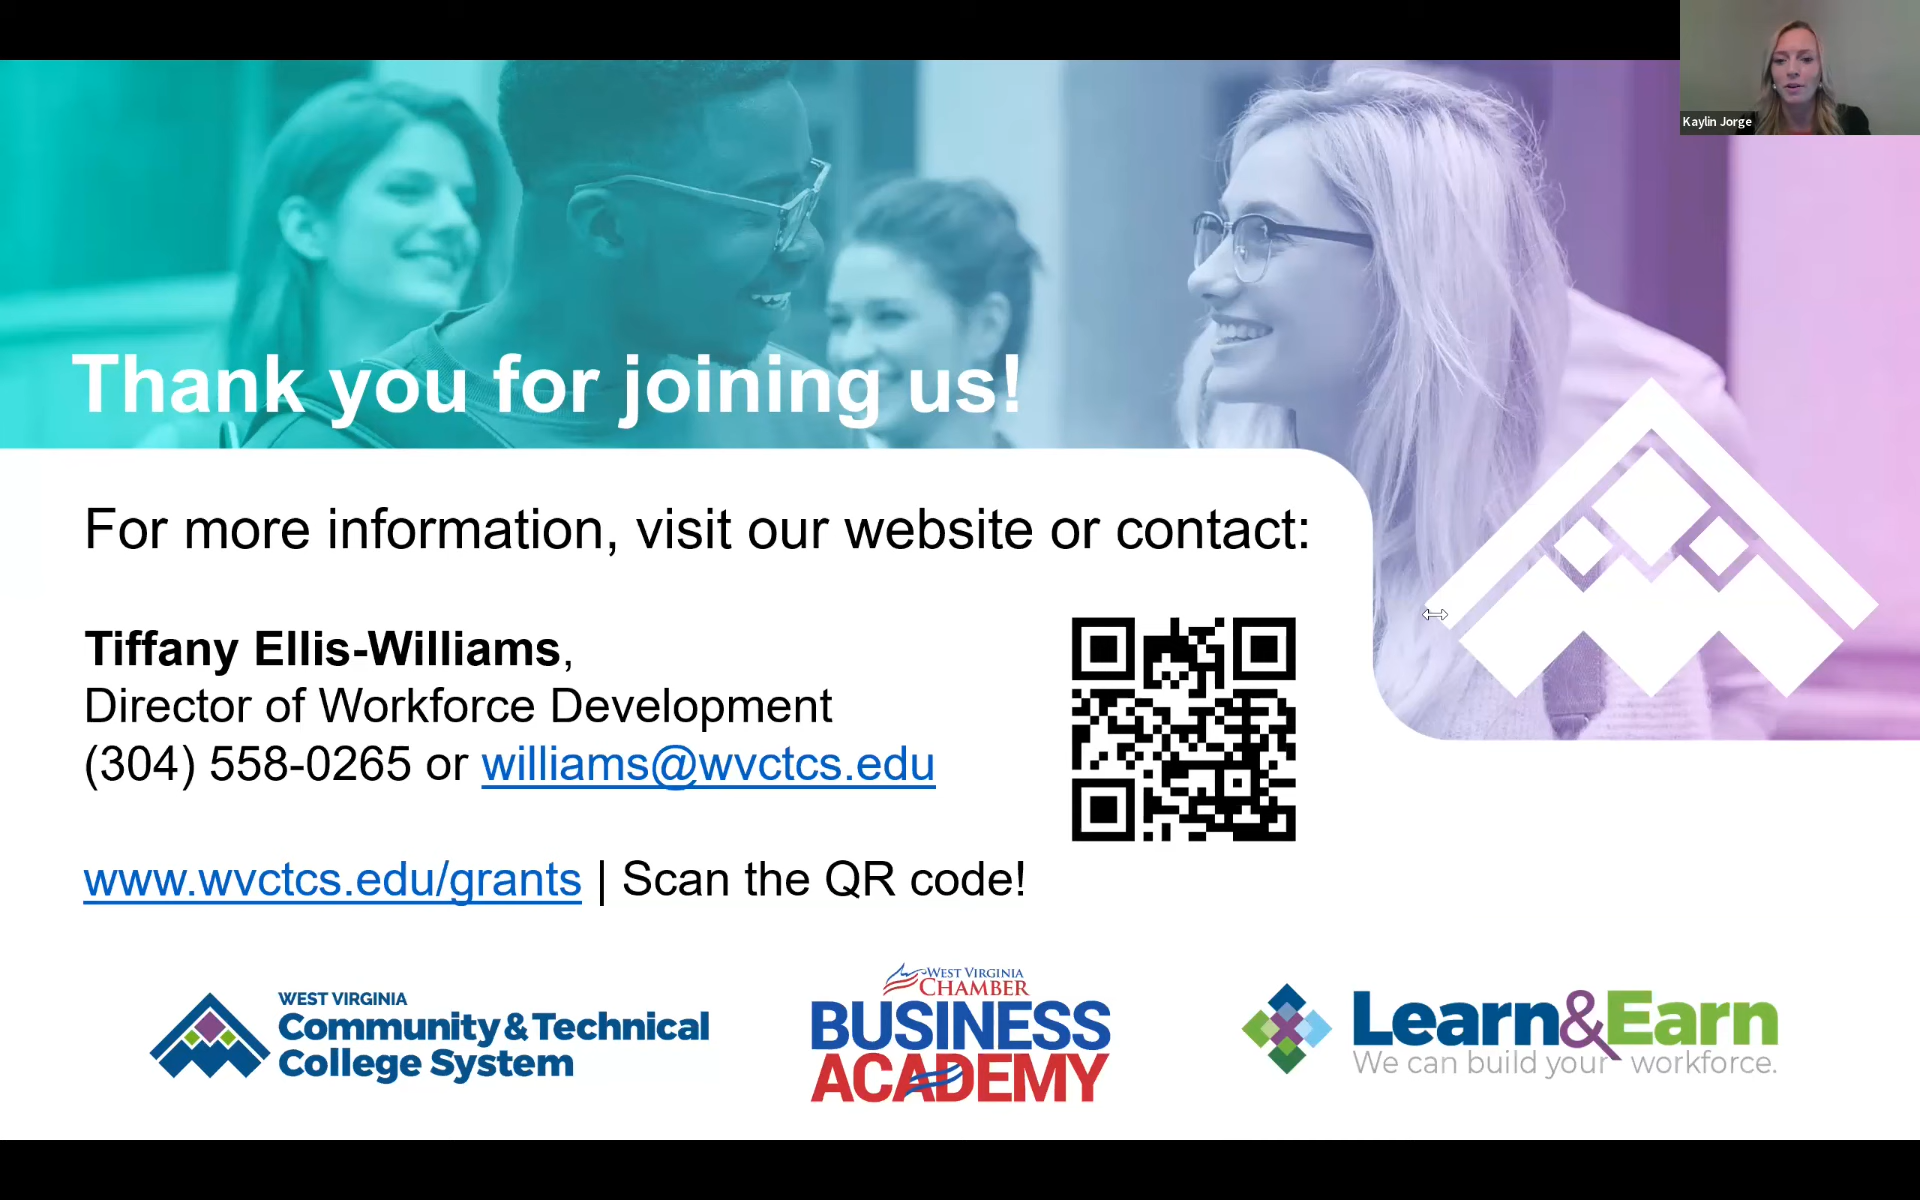 Kaylin Jorge
Thank you for joining us!
For more information, visit our website or contact:
Tiffany Ellis-Williams,
Director of Workforce Development
(304) 558-0265 or williams@wvctcs.edu
www.wvctcs.edu/grants | Scan the QR code!
WEST VIRGINIA
Community & Technical
College System
WEST VIRGINIA
CHAMBER
BUSINESS
ACADEMY
Learn&Earn
We can build your workforce.